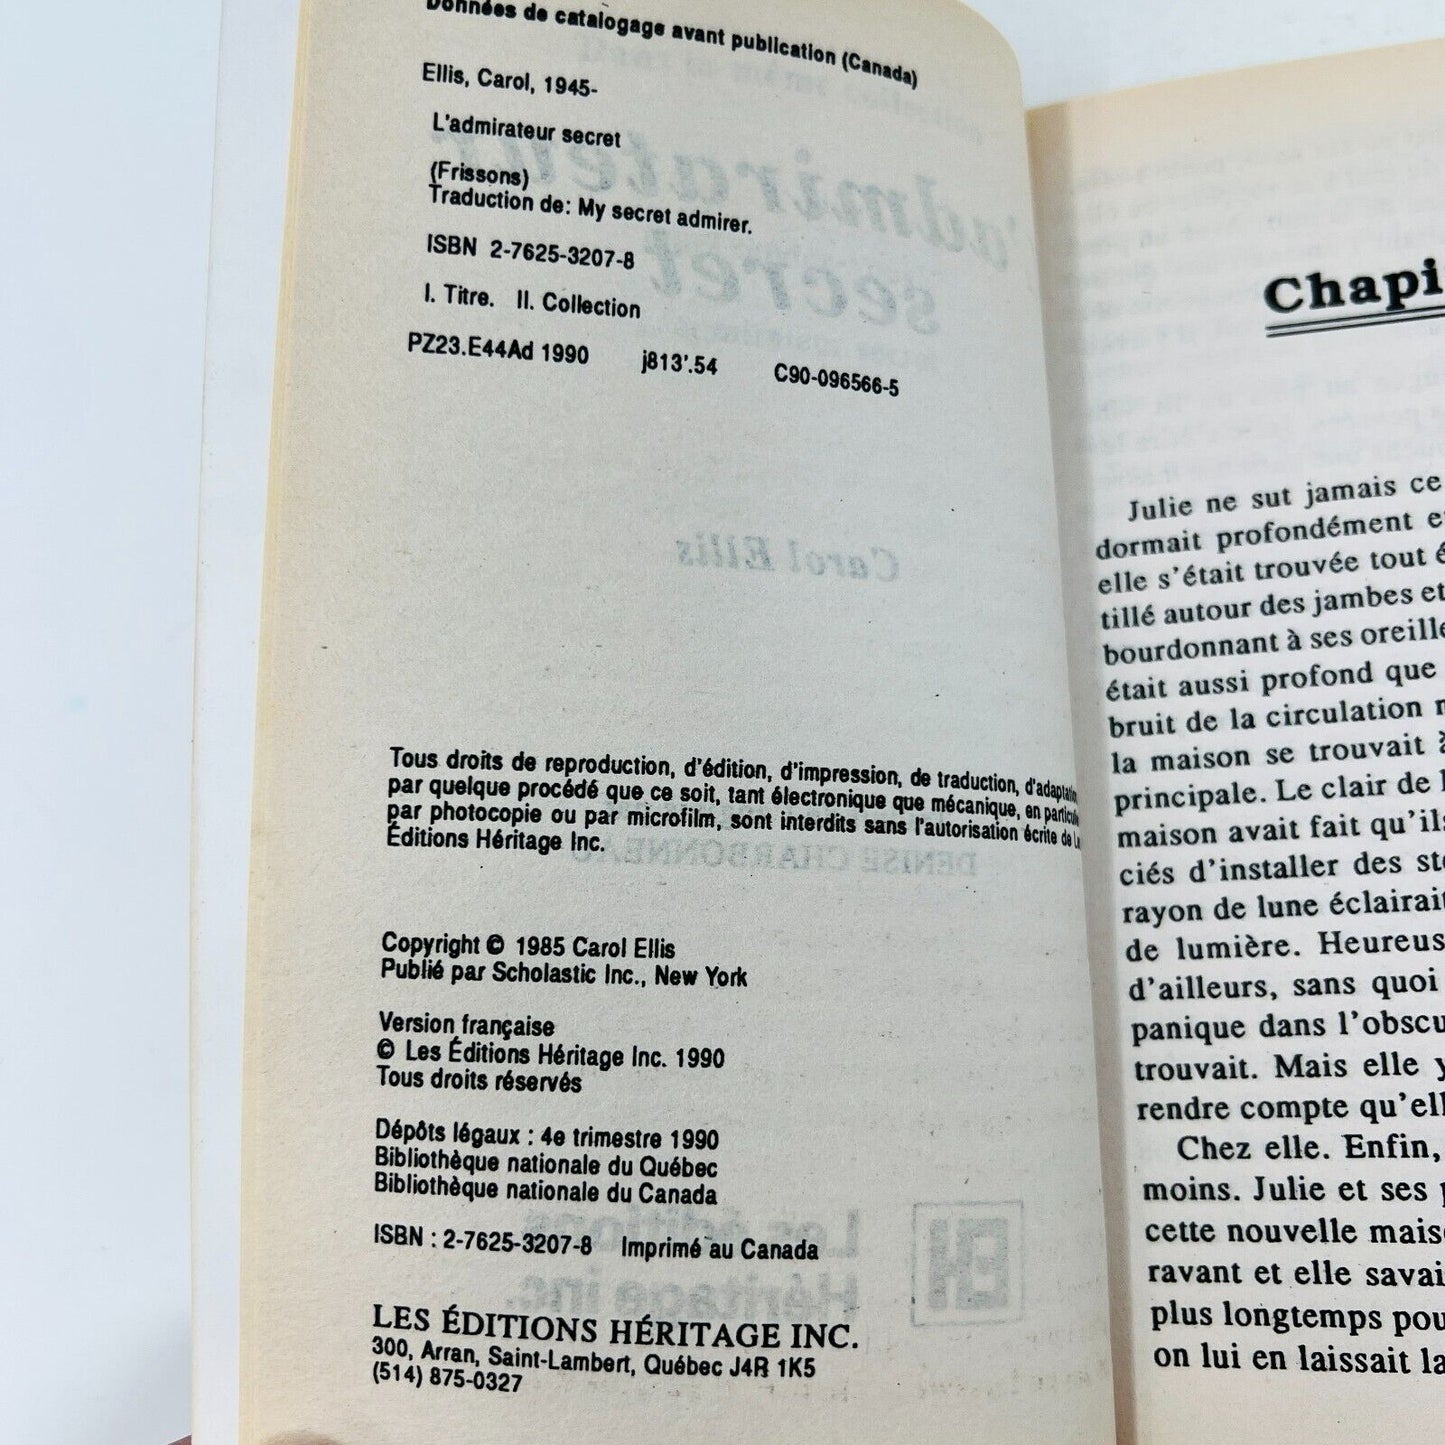 Données de catalogage avant publication (Canada)
Ellis, Carol, 1945-
L'admirateur secret
(Frissons)
Traduction de: My secret admirer.
ISBN 2-7625-3207-8
I. Titre. II. Collection
PZ23.E44Ad 1990 j813'.54 C90-096566-5
Carol Ellis
Tous droits de reproduction, d'édition, d'impression, de traduction,
par quelque procédé que ce soit, tant électronique que mécanique, en
par photocopie ou par microfilm, sont interdits sans l'autorisation écrite de
Éditions Héritage Inc.
DENISE CHARBONNEAU
Copyright © 1985 Carol Ellis
Publié par Scholastic Inc., New York
Version française
© Les Éditions Héritage Inc. 1990
Tous droits réservés
Dépôts légaux : 4e trimestre 1990
Bibliothèque nationale du Québec
Bibliothèque nationale du Canada
ISBN : 2-7625-3207-8 Imprimé au Canada
Les éditions
Héritage inc.
LES ÉDITIONS HÉRITAGE INC.
300, Arran, Saint-Lambert, Québec J4R 1K5
(514) 875-0327
Chapi
Julie ne sut jamais ce
dormait profondément e
elle s'était trouvée tout é
tillé autour des jambes et
bourdonnant à ses oreille
était aussi profond que
bruit de la circulation
la maison se trouvait à
principale. Le clair de l
maison avait fait qu'ils
ciés d'installer des sto
rayon de lune éclairait
de lumière. Heureus
d'ailleurs, sans quoi
panique dans l'obscu
trouvait. Mais elle y
rendre compte qu'ell
Chez elle. Enfin,
moins. Julie et ses p
cette nouvelle maiso
ravant et elle savai
plus longtemps pou
on lui en laissait la